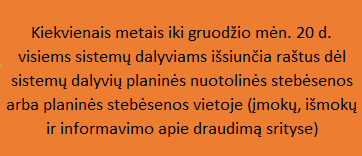 Kiekvienais metais iki gruodžio mėn. 20 d.
visiems sistemų dalyviams išsiunčia raštus dėl
sistemų dalyvių planinės nuotolinės stebėsenos
arba planinės stebėsenos vietoje (įmokų, išmokų
ir informavimo apie draudimą srityse)